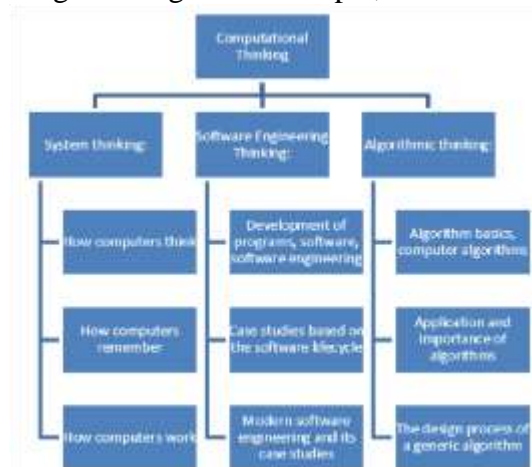 Computational
Thinking
System thinking:
Software Engineering
Thinking:
Algorithmic thinking:
How computers think
Development of
programs, software,
software engineering
Algorithm basics,
computer algorithms
How computers
remember
Case studies based on
the software lifecycle
Application and
importance of
algorithms
How computers work
Modern software
engineering and its
case studies
The design process of
a generic algorithm